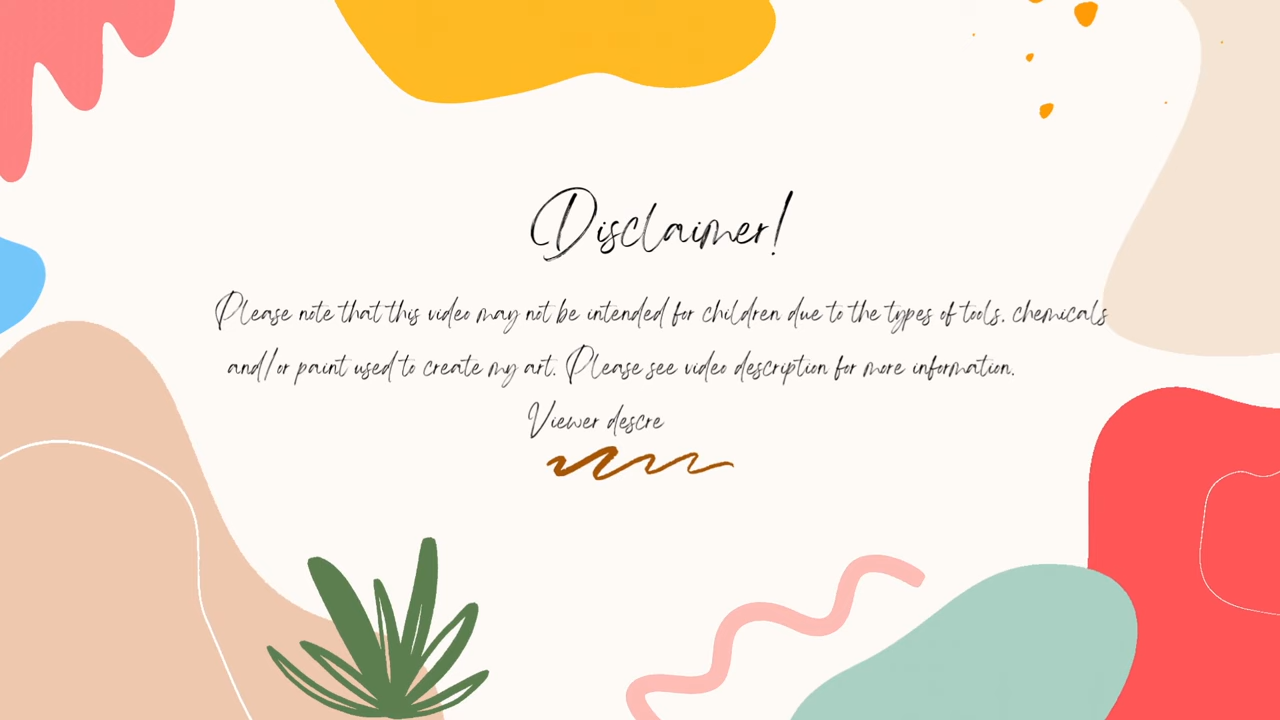 Disclaimer!
Please note that this video may not be intended for children due to the types of tools, chemicals
and/or paint used to create my art. Please see video description for more information.
Viewer descre